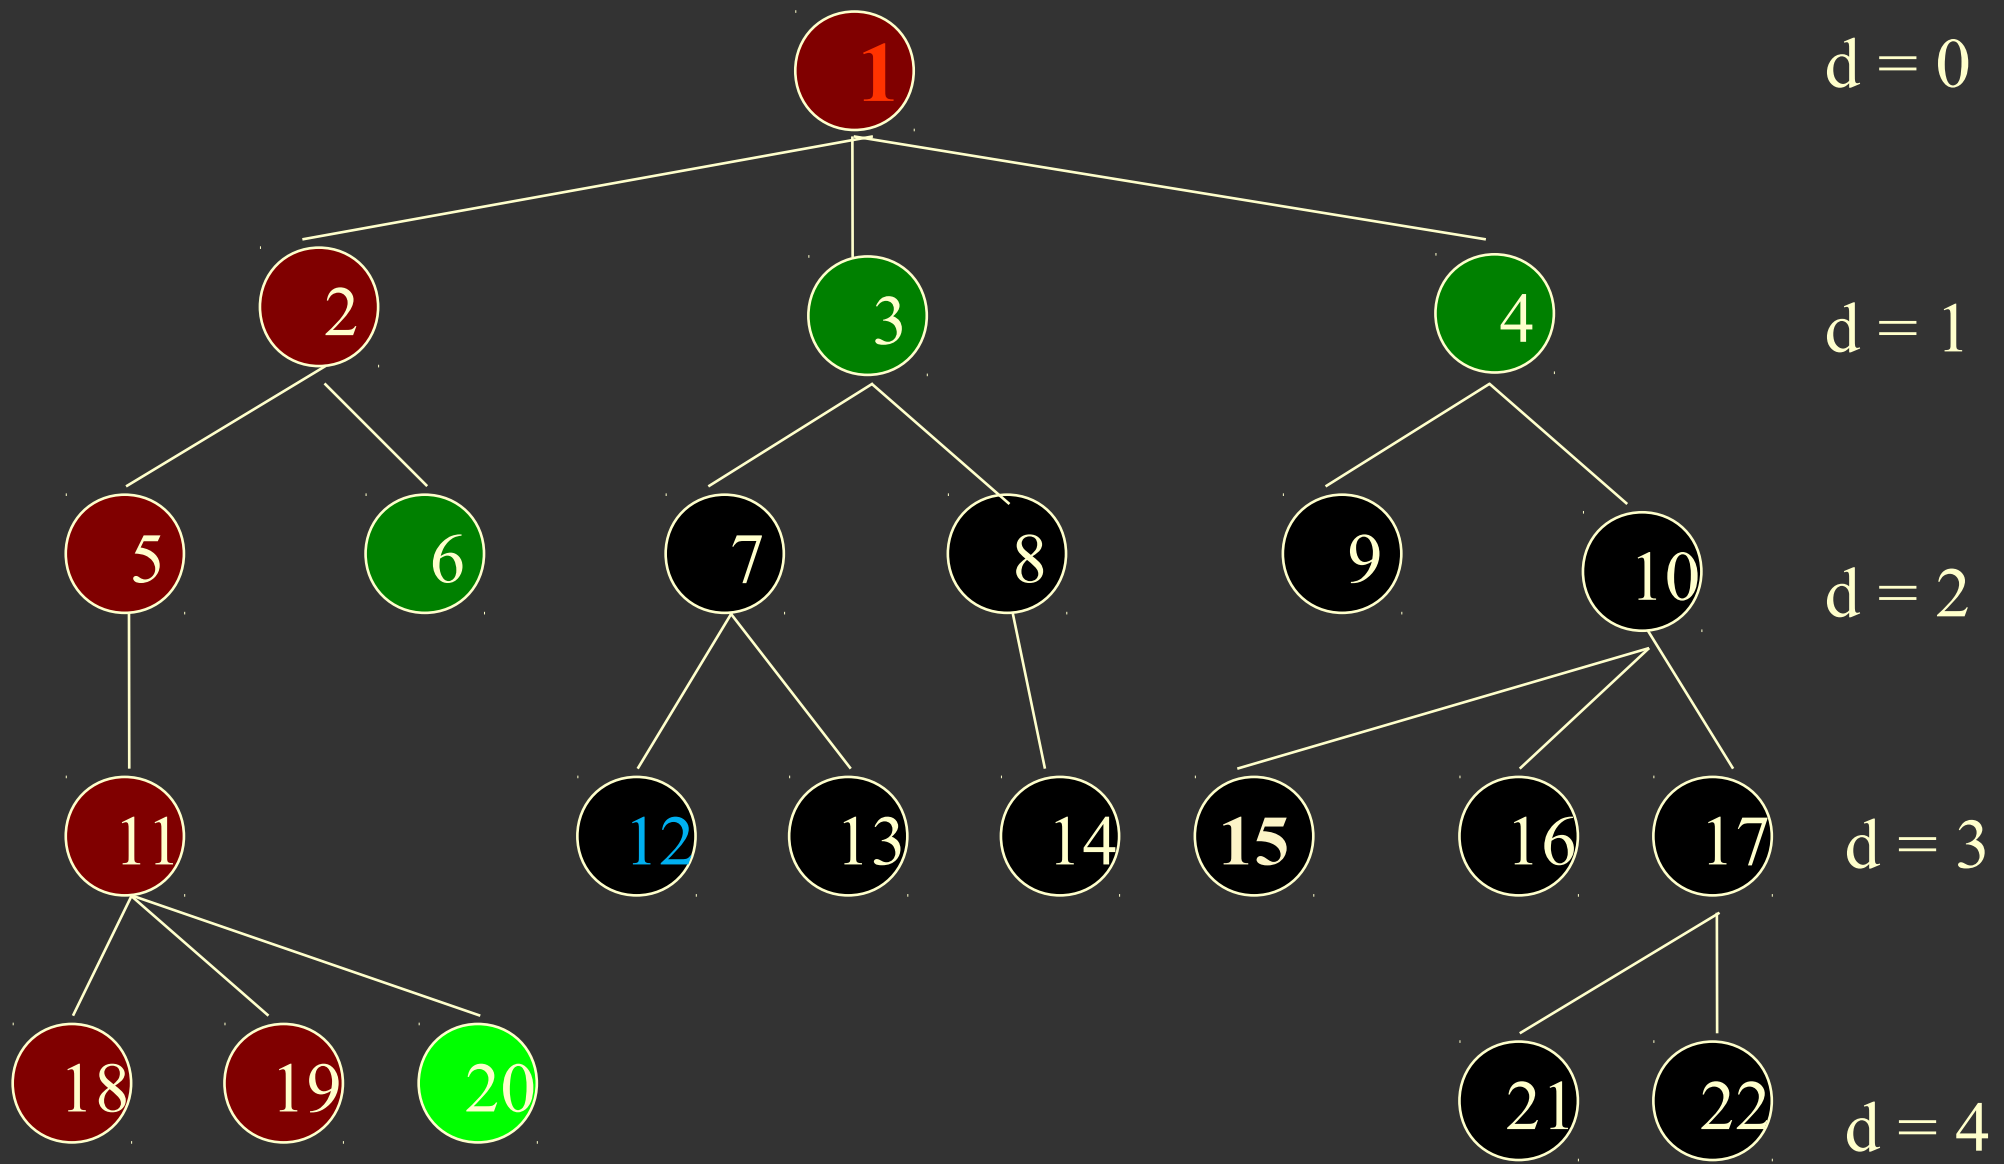 1 d = 0
2 3 4 d = 1
5 6 7 8 9 10 d = 2
11 12 13 14 15 16 17 d = 3
18 19 20 21 22 d = 4